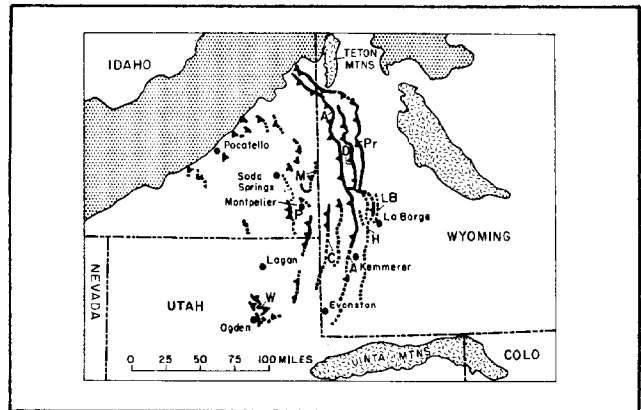 IDAHO
TETON
MTNS
A
Pocatello
D
Pr
Soda
Springs
M
Montpelier
P
LB
La Barge
H
WYOMING
C
A
Kemmerer
Logan
NEVADA
UTAH
W
Ogden
Evanston
0 25 50 75 100 MILES
UINTA MTNS
COLO